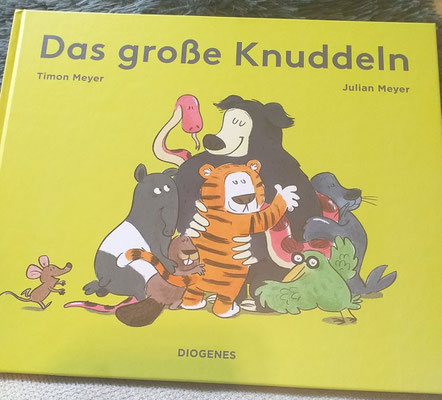 Das große Knuddeln
Timon Meyer
Julian Meyer
DIOGENES